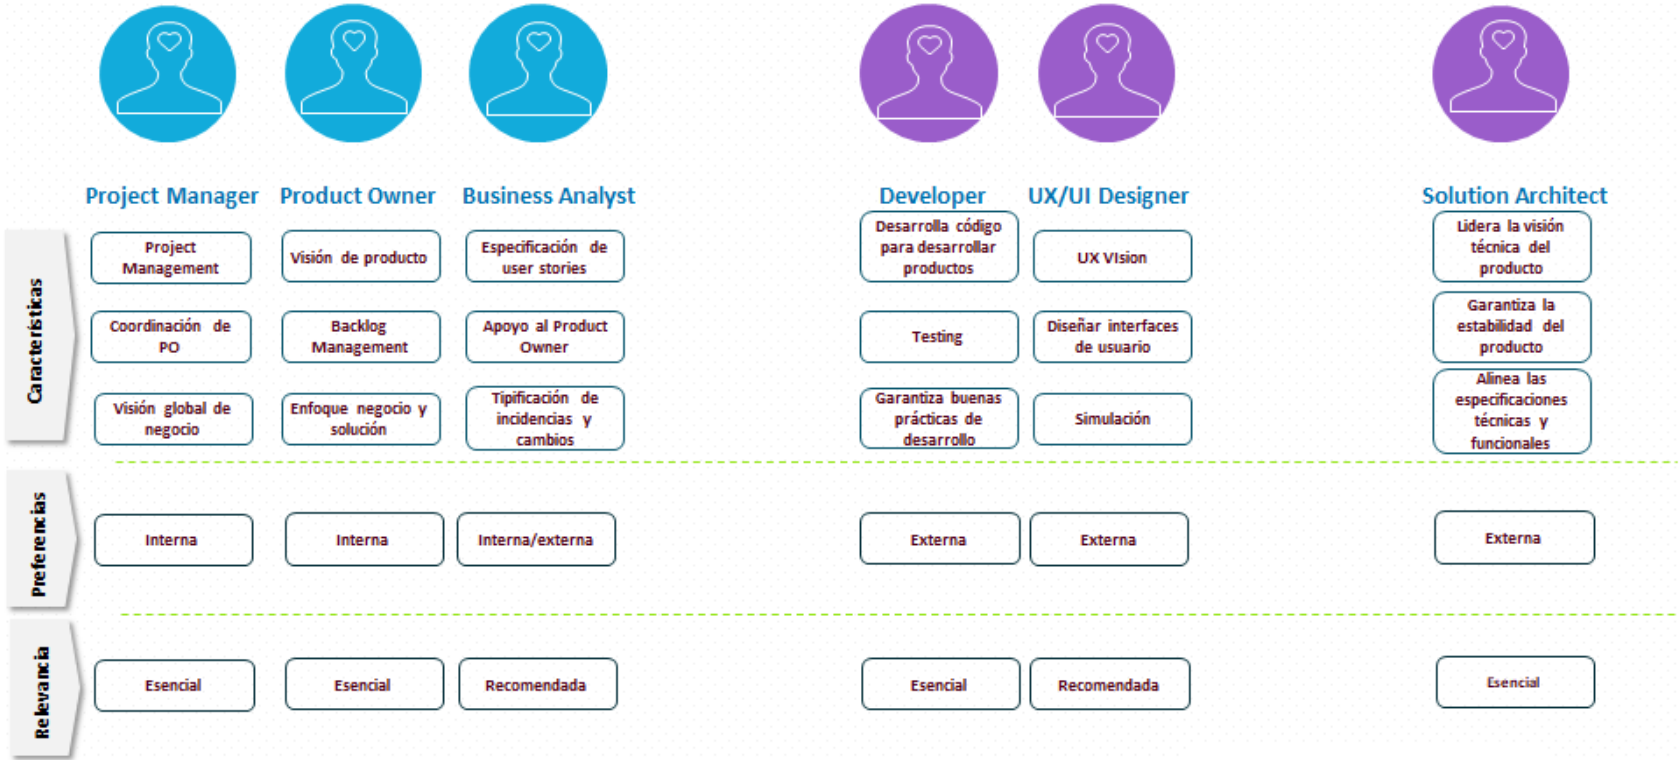 Project Manager
Product Owner
Business Analyst
Developer
UX/UI Designer
Solution Architect
Características
Project
Management
Visión de producto
Especificación de
user stories
Desarrolla código
para desarrollar
productos
UX VIsion
Lidera la visión
técnica del
producto
Coordinación de
PO
Backlog
Management
Apoyo al Product
Owner
Testing
Diseñar interfaces
de usuario
Garantiza la
estabilidad del
producto
Visión global de
negocio
Enfoque negocio y
solución
Tipificación de
incidencias y
cambios
Garantiza buenas
prácticas de
desarrollo
Simulación
Alinea las
especificaciones
técnicas y
funcionales
Preferencias
Interna
Interna
Interna/externa
Externa
Externa
Externa
Relevancia
Esencial
Esencial
Recomendada
Esencial
Recomendada
Esencial